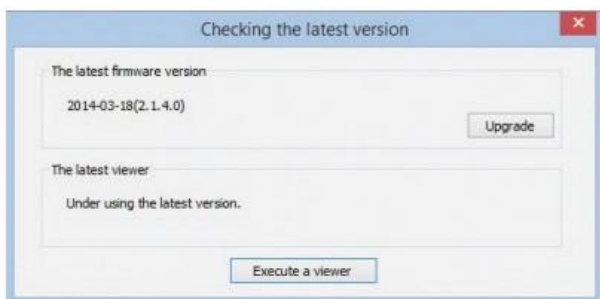 Checking the latest version
The latest firmware version
2014-03-18(2.1.4.0)
Upgrade
The latest viewer
Under using the latest version.
Execute a viewer